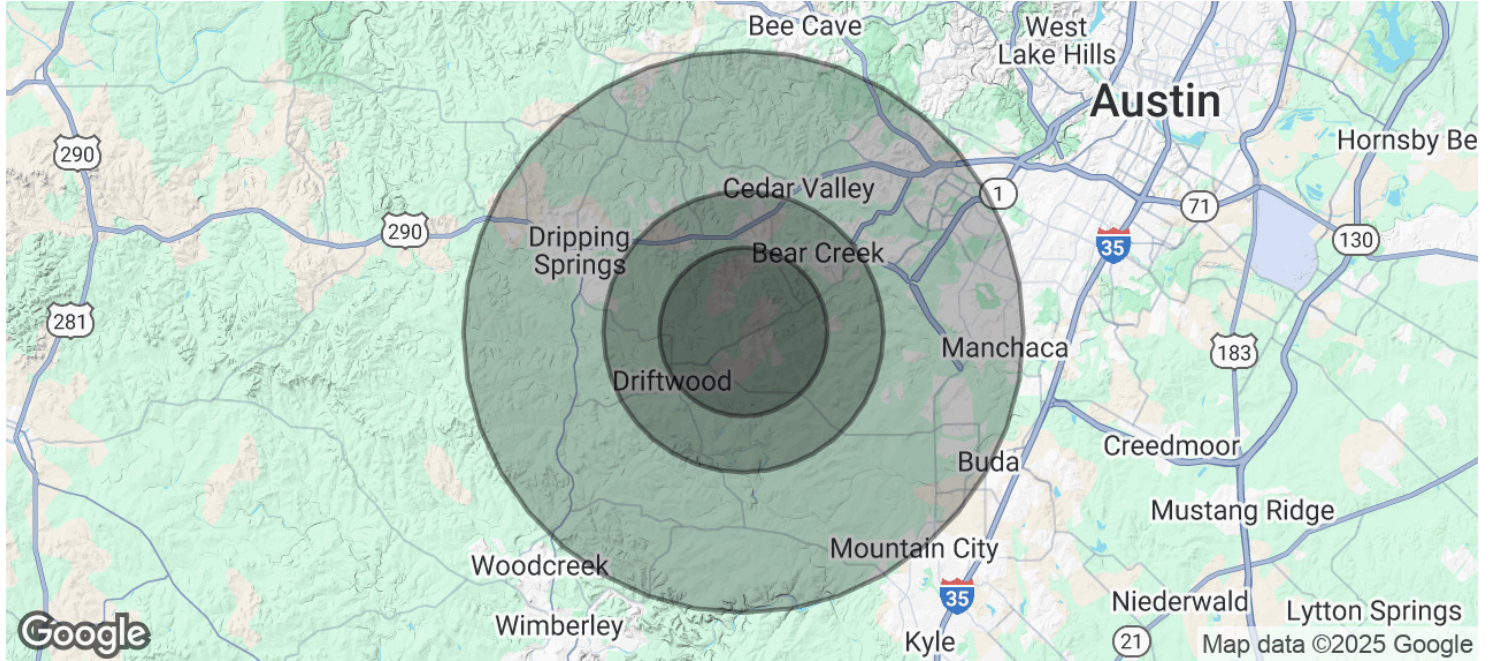 Bee Cave
West
Lake Hills
Austin
290
Hornsby Be
Cedar Valley
1
71
290
Dripping
Springs
Bear Creek
35
130
281
Manchaca
183
Driftwood
Creedmoor
Buda
Mustang Ridge
Mountain City
Woodcreek
35
Niederwald
Lytton Springs
Wimberley
Kyle
21
Google
Map data ©2025 Google